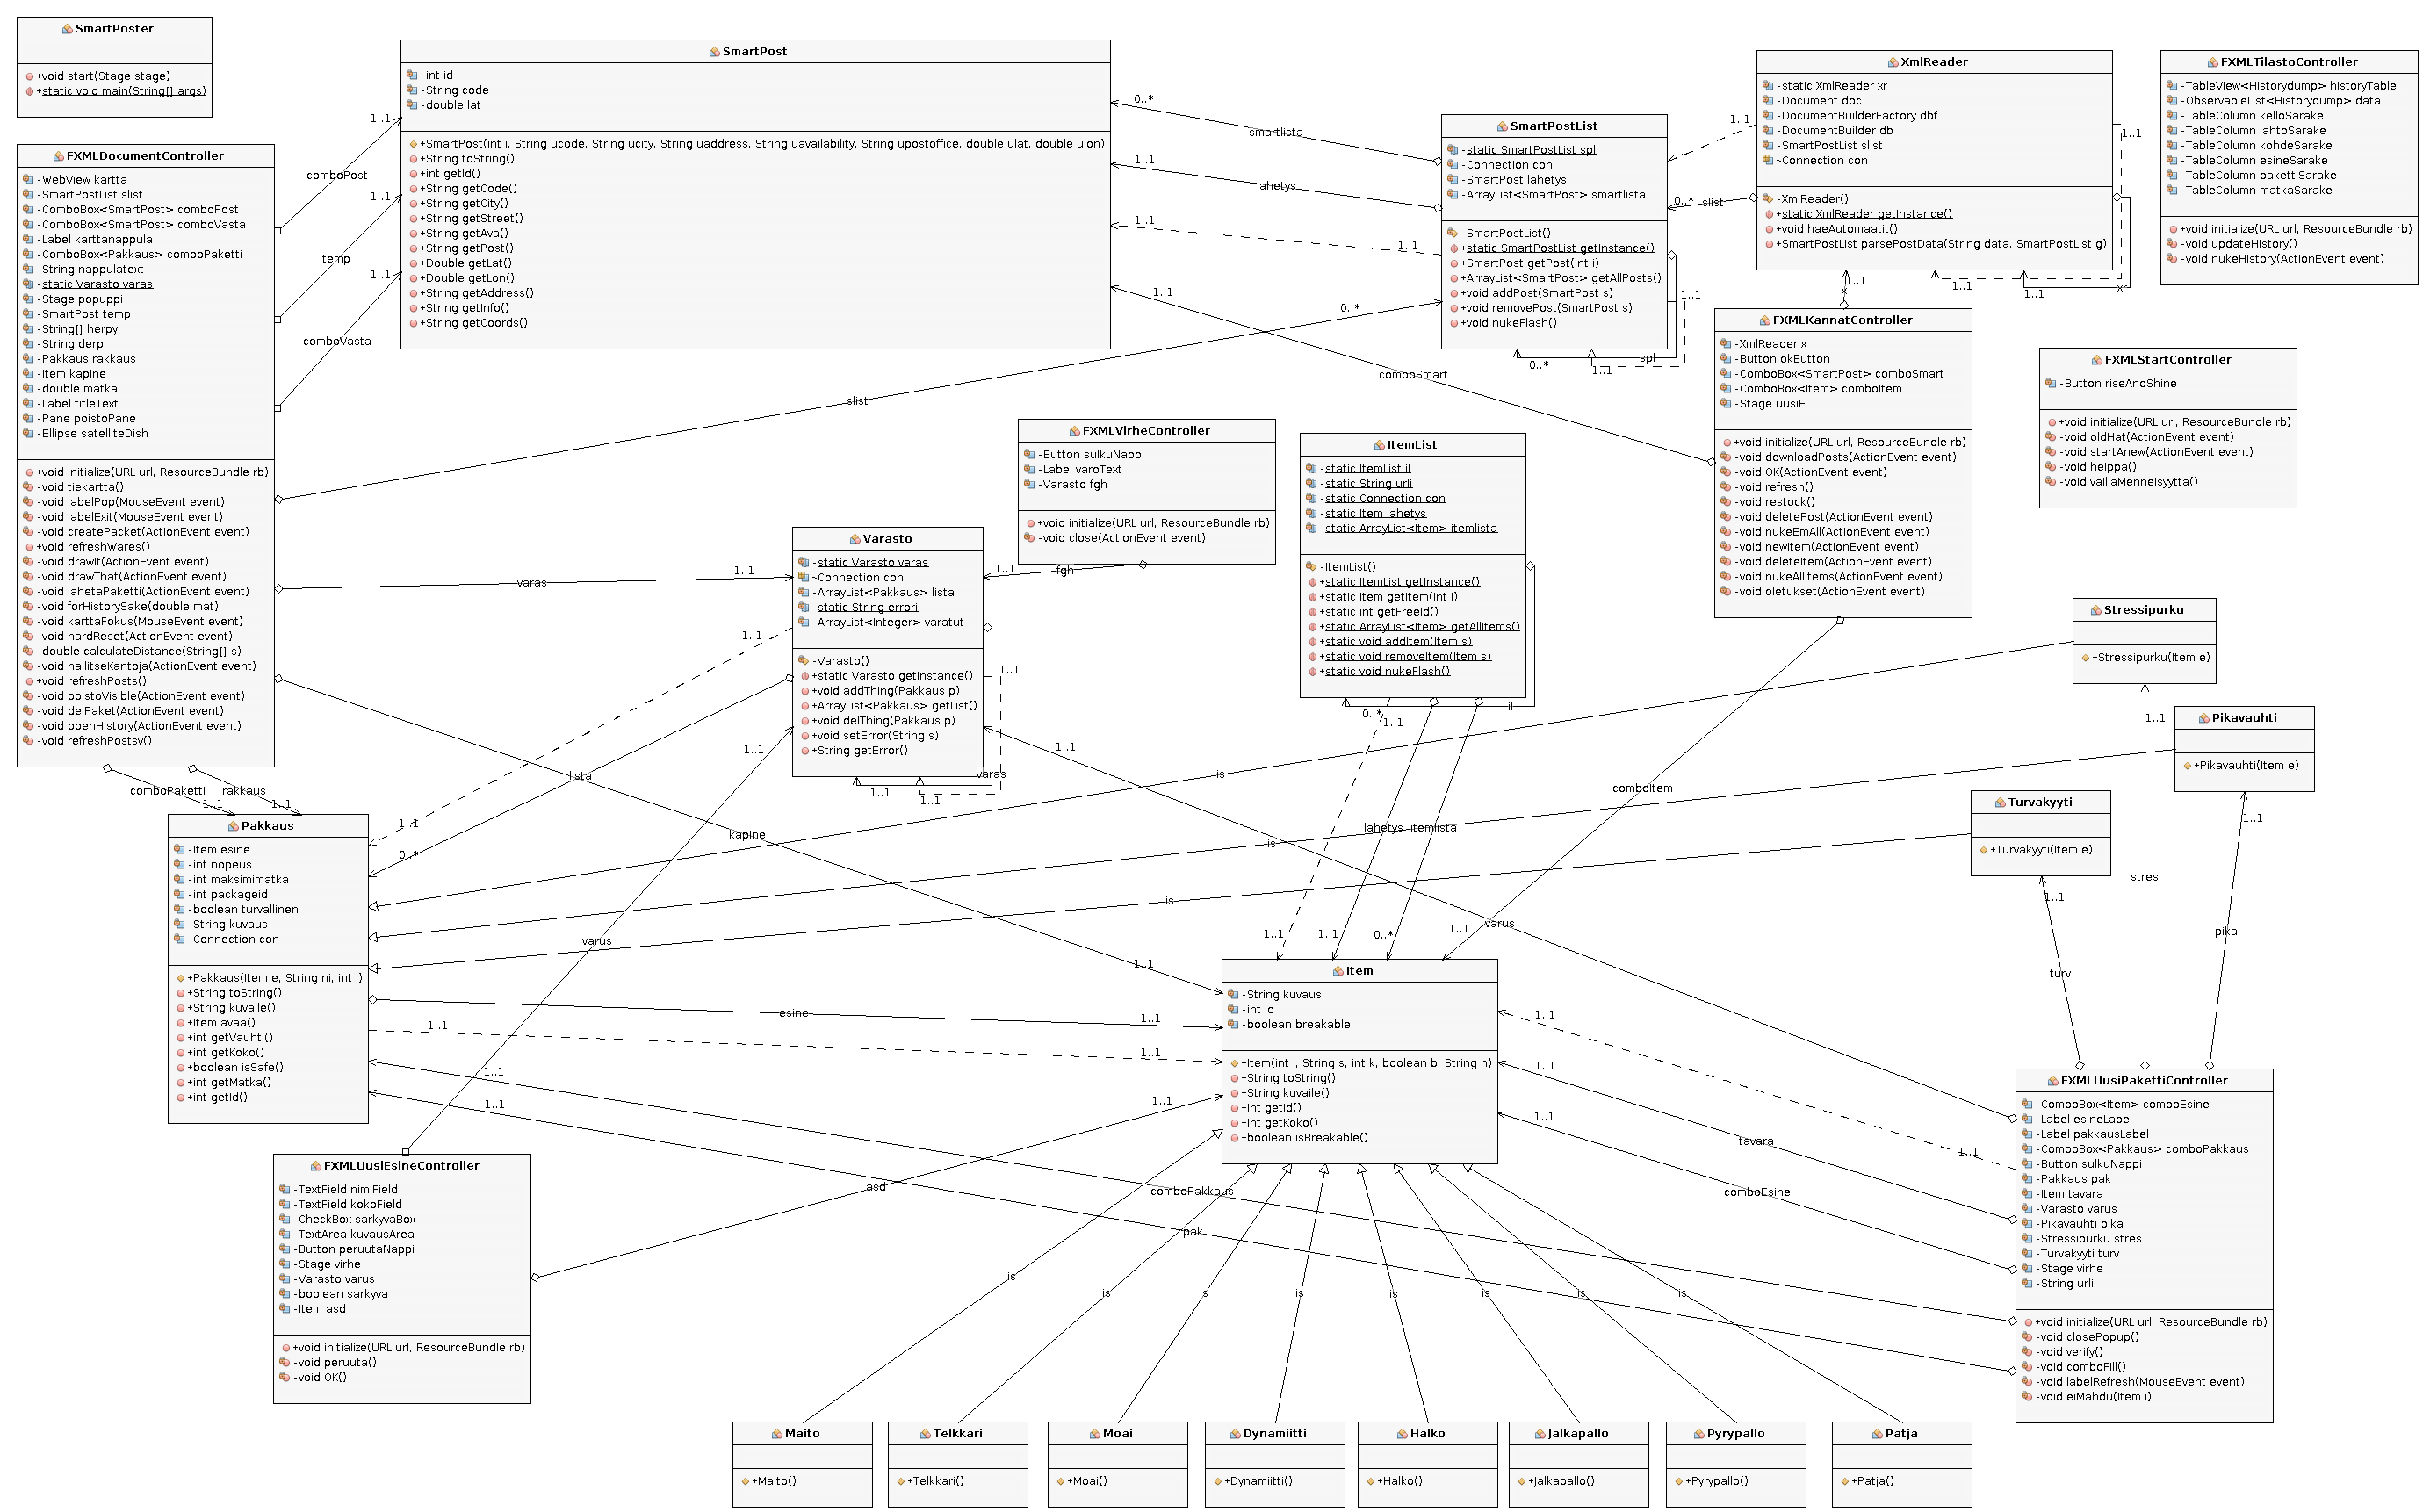 SmartPoster
+void start(Stage stage)
+static void main(String[] args)
SmartPost
-int id
-String code
-double lat
+SmartPost(int i, String ucode, String ucity, String uaddress, String uavailability, String upostoffice, double ulat, double ulon)
+String toString()
+int getId()
+String getCode()
+String getCity()
+String getStreet()
+String getAva()
+String getPost()
+Double getLat()
+Double getLon()
+String getAddress()
+String getInfo()
+String getCoords()
SmartPostList
-static SmartPostList spl
-Connection con
-SmartPost lahetys
-ArrayList<SmartPost> smartlista
-SmartPostList()
+static SmartPostList getInstance()
+SmartPost getPost(int i)
+ArrayList<SmartPost> getAllPosts()
+void addPost(SmartPost s)
+void removePost(SmartPost s)
+void nukeFlash()
XmlReader
-static XmlReader xr
-Document doc
-DocumentBuilderFactory dbf
-DocumentBuilder db
-SmartPostList slist
~Connection con
-XmlReader()
+static XmlReader getInstance()
+void haeAutomaatit()
+SmartPostList parsePostData(String data, SmartPostList g)
FXMLTilastoController
-TableView<Historydump> historyTable
-ObservableList<Historydump> data
-TableColumn kelloSarake
-TableColumn lahtoSarake
-TableColumn kohdeSarake
-TableColumn esineSarake
-TableColumn pakettiSarake
-TableColumn matkaSarake
+void initialize(URL url, ResourceBundle rb)
-void updateHistory()
-void nukeHistory(ActionEvent event)
FXMLDocumentController
-WebView kartta
-SmartPostList slist
-ComboBox<SmartPost> comboPost
-ComboBox<SmartPost> comboVasta
-Label karttanappula
-ComboBox<Pakkaus> comboPaketti
-String nappulatext
-static Varasto varas
-Stage popuppi
-SmartPost temp
-String[] herpy
-String derp
-Pakkaus rakkaus
-Item kapine
-double matka
-Label titleText
-Pane poistoPane
-Ellipse satelliteDish
+void initialize(URL url, ResourceBundle rb)
-void tiekartta()
-void labelPop(MouseEvent event)
-void labelExit(MouseEvent event)
-void createPacket(ActionEvent event)
+void refreshWares()
-void drawIt(ActionEvent event)
-void drawThat(ActionEvent event)
-void lahetaPaketti(ActionEvent event)
-void forHistorySake(double mat)
-void karttaFokus(MouseEvent event)
-void hardReset(ActionEvent event)
-double calculateDistance(String[] s)
-void hallitseKantoja(ActionEvent event)
+void refreshPosts()
-void poistoVisible(ActionEvent event)
-void delPaket(ActionEvent event)
-void openHistory(ActionEvent event)
-void refreshPostsv()
FXMLKannatController
-XmlReader x
-Button okButton
-ComboBox<SmartPost> comboSmart
-ComboBox<Item> comboItem
-Stage uusiE
+void initialize(URL url, ResourceBundle rb)
-void downloadPosts(ActionEvent event)
-void OK(ActionEvent event)
-void refresh()
-void restock()
-void deletePost(ActionEvent event)
-void nukeEmAll(ActionEvent event)
-void newItem(ActionEvent event)
-void deleteItem(ActionEvent event)
-void nukeAllItems(ActionEvent event)
-void oletukset(ActionEvent event)
FXMLStartController
-Button riseAndShine
+void initialize(URL url, ResourceBundle rb)
-void oldHat(ActionEvent event)
-void startAnew(ActionEvent event)
-void heippa()
-void vaillaMenneisyytta()
FXMLVirheController
-Button sulkuNappi
-Label varoText
-Varasto fgh
+void initialize(URL url, ResourceBundle rb)
-void close(ActionEvent event)
ItemList
-static ItemList il
-static String urli
-static Connection con
-static Item lahetys
-static ArrayList<Item> itemlista
-ItemList()
+static ItemList getInstance()
+static Item getItem(int i)
+static int getFreeId()
+static ArrayList<Item> getAllItems()
+static void addItem(Item s)
+static void removeItem(Item s)
+static void nukeFlash()
Varasto
-static Varasto varas
~Connection con
-ArrayList<Pakkaus> lista
-static String errori
-ArrayList<Integer> varatut
-Varasto()
+static Varasto getInstance()
+void addThing(Pakkaus p)
+ArrayList<Pakkaus> getList()
+void delThing(Pakkaus p)
+void setError(String s)
+String getError()
Stressipurku
+Stressipurku(Item e)
Pikavauhti
+Pikavauhti(Item e)
Turvakyyti
+Turvakyyti(Item e)
Pakkaus
-Item esine
-int nopeus
-int maksimimatka
-int packageid
-boolean turvallinen
-String kuvaus
-Connection con
+Pakkaus(Item e, String ni, int i)
+String toString()
+String kuvaile()
+Item avaa()
+int getVauhti()
+int getKoko()
+boolean isSafe()
+int getMatka()
+int getId()
Item
-String kuvaus
-int id
-boolean breakable
+Item(int i, String s, int k, boolean b, String n)
+String toString()
+String kuvaile()
+int getId()
+int getKoko()
+boolean isBreakable()
FXMLUusiPakettiController
-ComboBox<Item> comboEsine
-Label esineLabel
-Label pakkausLabel
-ComboBox<Pakkaus> comboPakkaus
-Button sulkuNappi
-Pakkaus pak
-Item tavara
-Varasto varus
-Pikavauhti pika
-Stressipurku stres
-Turvakyyti turv
-Stage virhe
-String urli
+void initialize(URL url, ResourceBundle rb)
-void closePopup()
-void verify()
-void comboFill()
-void labelRefresh(MouseEvent event)
-void eiMahdu(Item i)
FXMLUusiEsineController
-TextField nimiField
-TextField kokoField
-CheckBox sarkyvaBox
-TextArea kuvausArea
-Button peruutaNappi
-Stage virhe
-Varasto varus
-boolean sarkyva
-Item asd
+void initialize(URL url, ResourceBundle rb)
-void peruuta()
-void OK()
Maito
+Maito()
Telkkari
+Telkkari()
Moai
+Moai()
Dynamiitti
+Dynamiitti()
Halko
+Halko()
Jalkapallo
+Jalkapallo()
Pyrypallo
+Pyrypallo()
Patja
+Patja()
comboPost
1..1
temp
1..1
comboVasta
1..1
smartlista
0..*
lahetys
1..1
1..1
1..1
slist
0..*
comboSmart
1..1
1..1
1..1
slist
0..*
spl
0..*
1..1
1..1
xr
1..1
1..1
1..1
x
1..1
varas
1..1
fgh
1..1
varas
1..1
1..1
1..1
1..1
1..1
lista
0..*
comboPaketti
1..1
rakkaus
1..1
kapine
1..1
varus
1..1
varus
1..1
il
0..*
1..1
1..1
lahetys
1..1
itemlista
0..*
comboItem
1..1
is
is
is
stres
1..1
pika
1..1
turv
1..1
esine
1..1
1..1
1..1
1..1
1..1
tavara
1..1
comboEsine
1..1
comboPakkaus
1..1
pak
1..1
asd
1..1
is
is
is
is
is
is
is
is